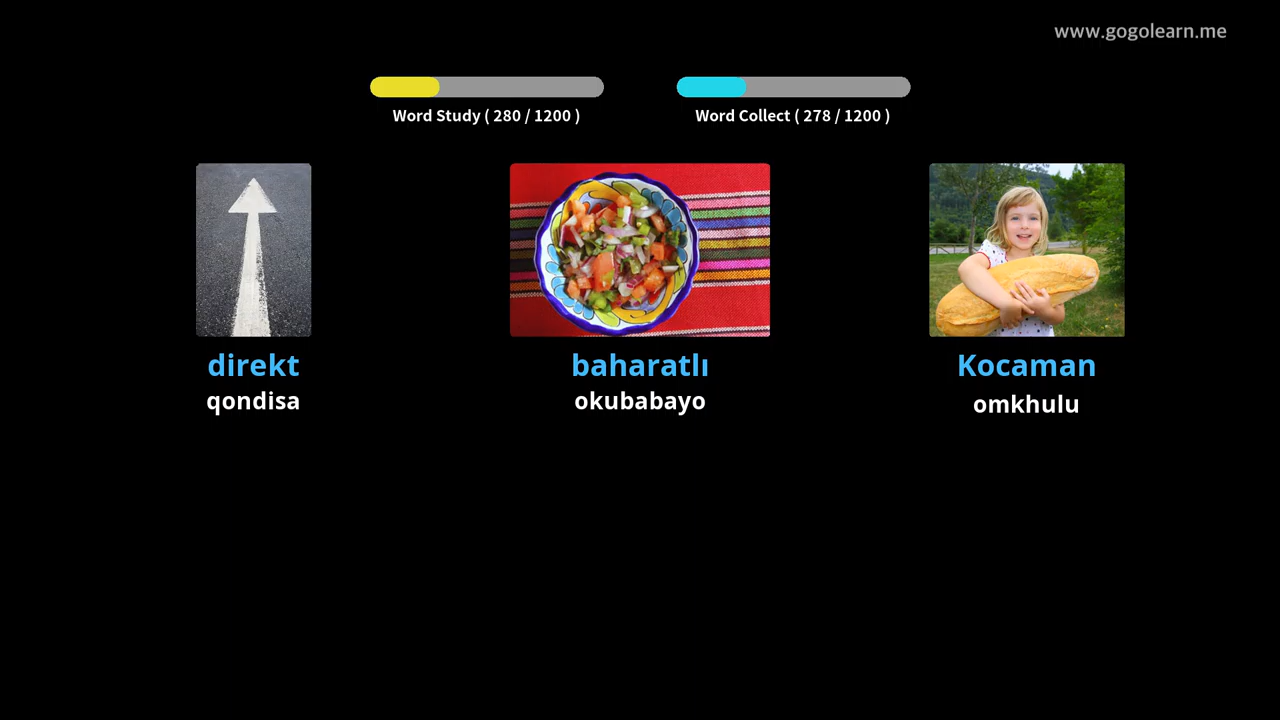 www.gogolearn.me
Word Study ( 280 / 1200 )
Word Collect ( 278 / 1200 )
direkt
qondisa
baharatlı
okubabayo
Kocaman
omkhulu